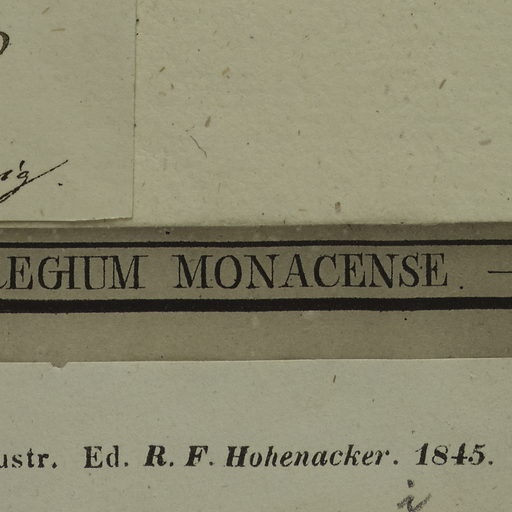 LEGIUM MONACENSE. —
ustr. Ed. R. F. Hohenacker. 1845.
i